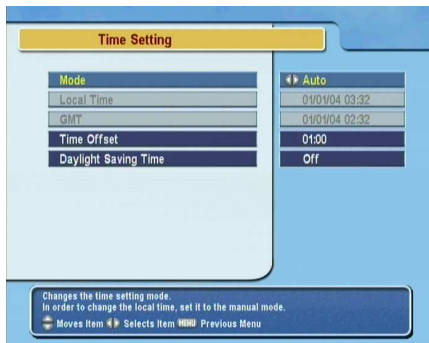 Time Setting
Mode Auto
Local Time 01/01/04 03:32
GMT 01/01/04 02:32
Time Offset 01:00
Daylight Saving Time Off
Changes the time setting mode.
In order to change the local time, set it to the manual mode.
Moves Item Selects Item MENU Previous Menu